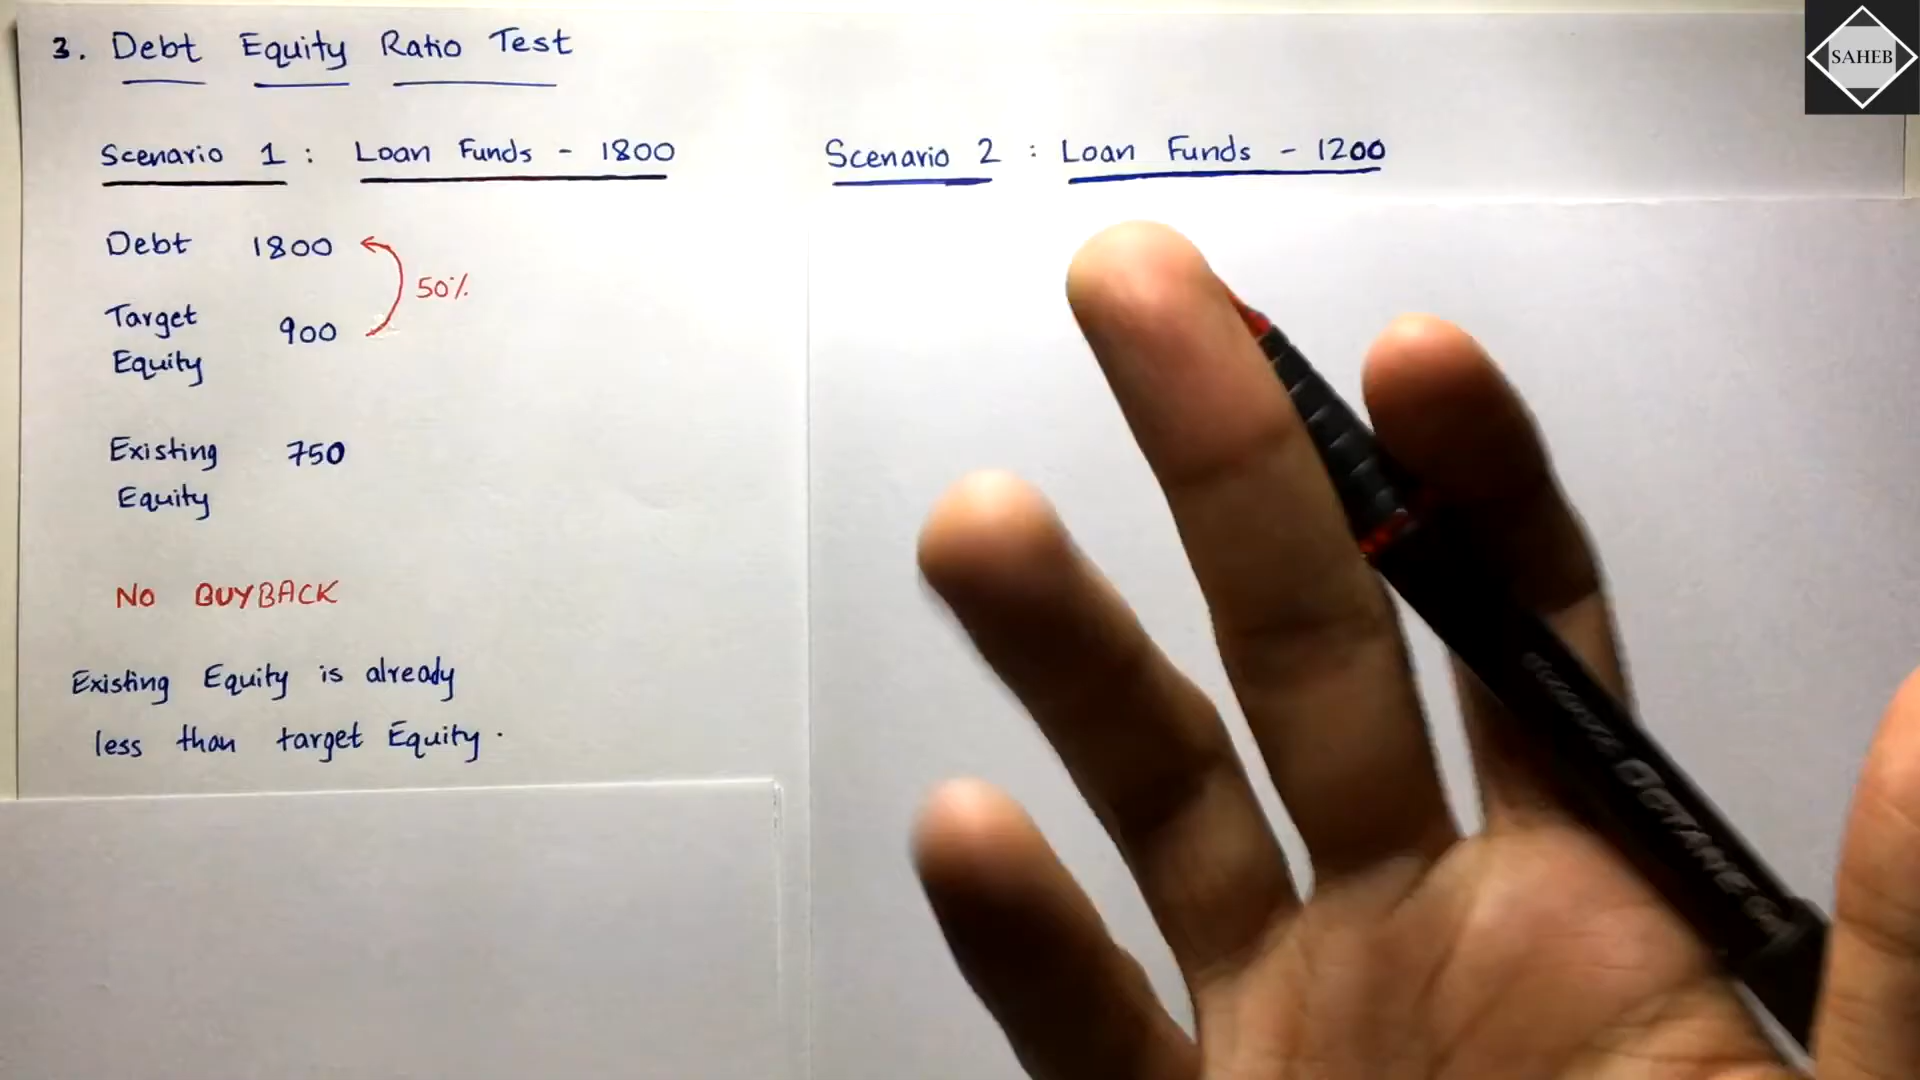 3. Debt Equity Ratio Test
Scenario 1 : Loan Funds - 1800
Debt 1800
50%
Target 900
Equity
Existing 750
Equity
NO BUYBACK
Existing Equity is already
less than target Equity.
Scenario 2 : Loan Funds - 1200
SAHEB